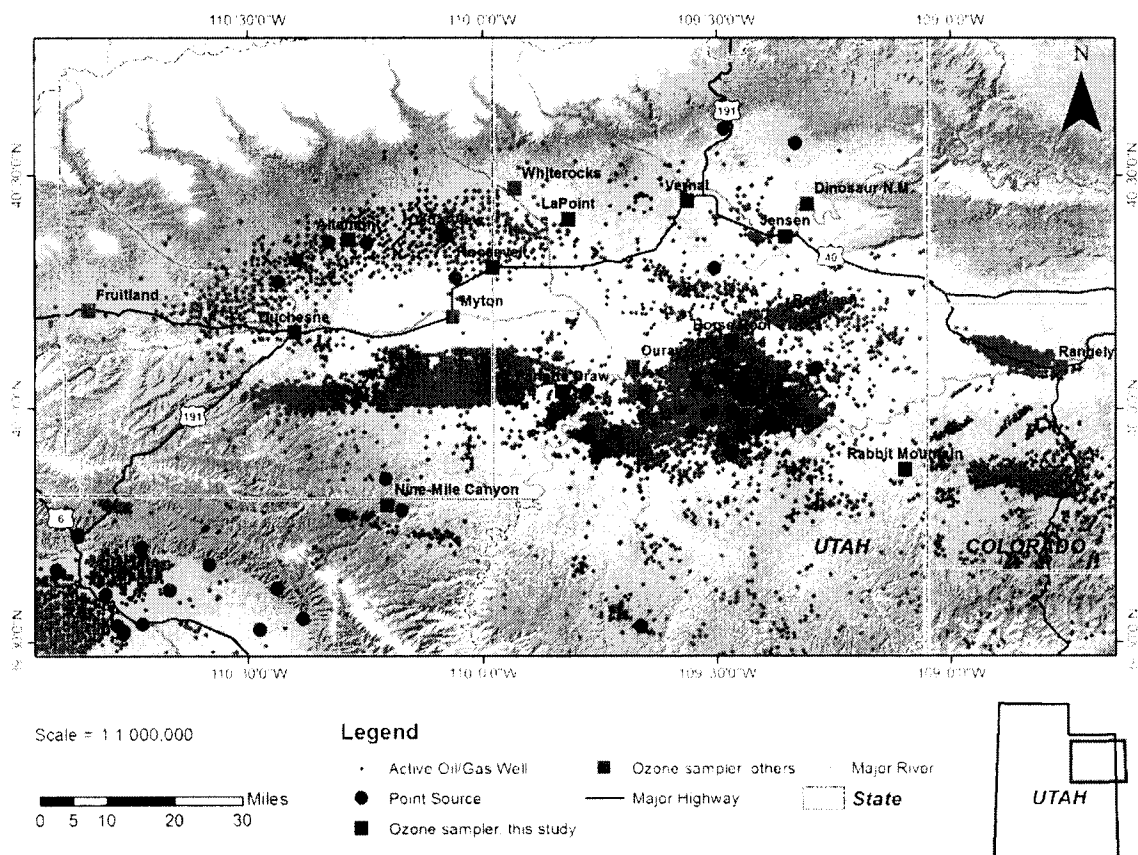 110°30'0"W 110°0'0"W 109°30'0"W 109°0'0"W
N
191
40°30'0"N
40°30'0"N
Whiterocks
Vernal
Dinosaur N.M.
LaPoint
Jensen
Altamont
40
Fruitland
Myton
Duchesne
Rangely
191
Rabbit Mountain
Nine-Mile Canyon
6
UTAH
COLORADO
110°30'0"W 110°0'0"W 109°30'0"W 109°0'0"W
Scale = 1 1 000,000
Legend
Active Oil/Gas Well
Ozone sampler, others
Major River
Miles
Point Source
Major Highway
State
UTAH
0 5 10 20 30
Ozone sampler, this study